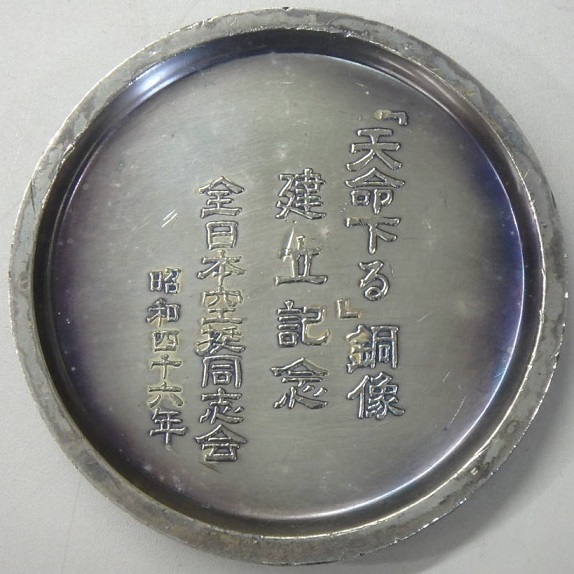 「天命下る」銅像
建立記念
全日本空挺同志会
昭和四十六年